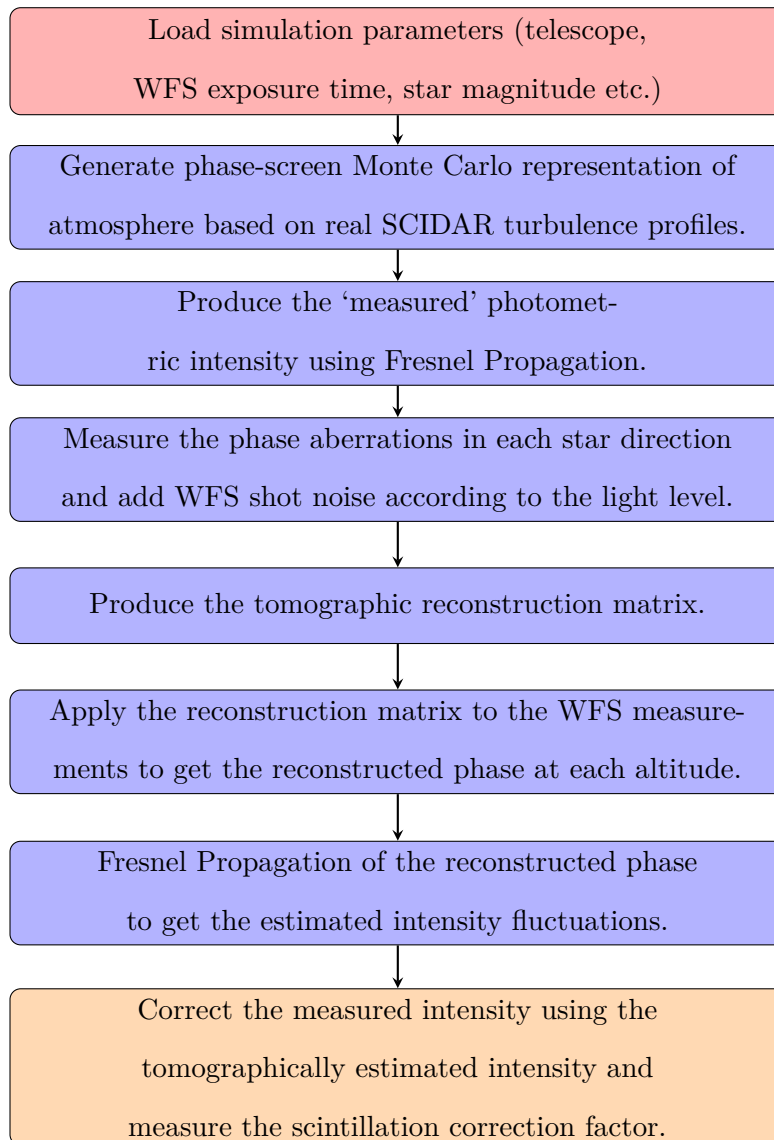 Load simulation parameters (telescope,
WFS exposure time, star magnitude etc.)
Generate phase-screen Monte Carlo representation of
atmosphere based on real SCIDAR turbulence profiles.
Produce the ‘measured’ photomet-
ric intensity using Fresnel Propagation.
Measure the phase aberrations in each star direction
and add WFS shot noise according to the light level.
Produce the tomographic reconstruction matrix.
Apply the reconstruction matrix to the WFS measure-
ments to get the reconstructed phase at each altitude.
Fresnel Propagation of the reconstructed phase
to get the estimated intensity fluctuations.
Correct the measured intensity using the
tomographically estimated intensity and
measure the scintillation correction factor.